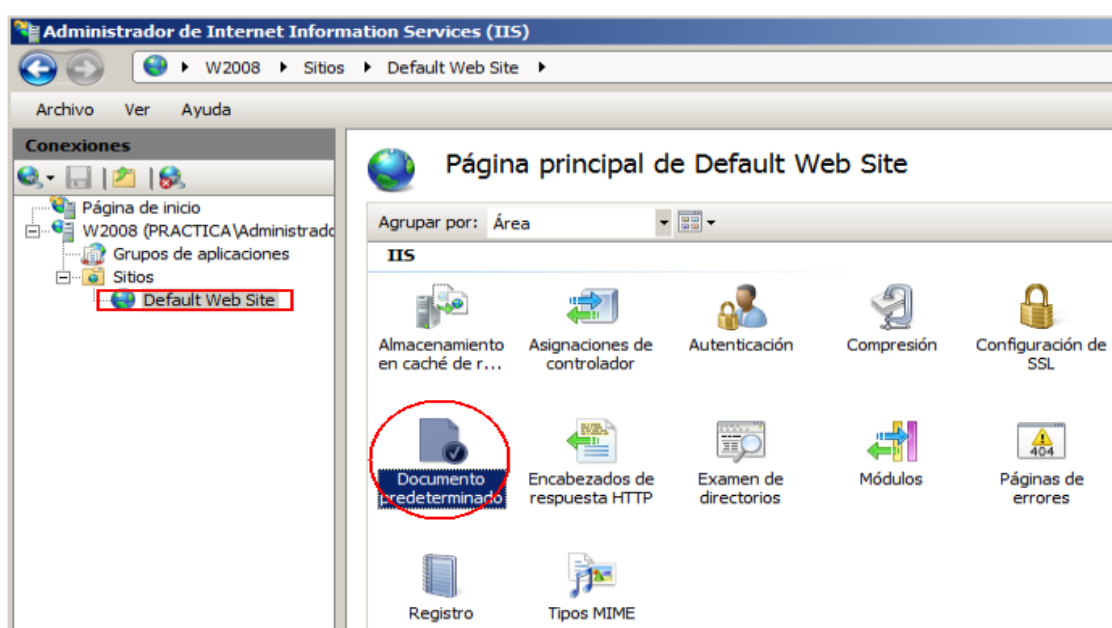 Administrador de Internet Information Services (IIS)
W2008 Sitios Default Web Site
Archivo Ver Ayuda
Conexiones
Página de inicio
W2008 (PRACTICA\Administrado
Grupos de aplicaciones
Sitios
Default Web Site
Página principal de Default Web Site
Agrupar por: Área
IIS
Almacenamiento en caché de r...
Asignaciones de controlador
Autenticación
Compresión
Configuración de SSL
Documento predeterminado
Encabezados de respuesta HTTP
Examen de directorios
Módulos
404
Páginas de errores
Registro
Tipos MIME